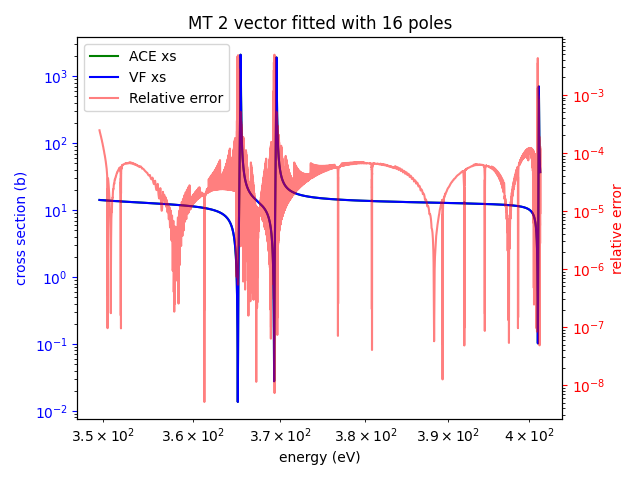 MT 2 vector fitted with 16 poles
ACE xs
VF xs
Relative error
10³
10²
10¹
10⁰
10⁻¹
10⁻²
cross section (b)
10⁻³
10⁻⁴
10⁻⁵
10⁻⁶
10⁻⁷
10⁻⁸
relative error
3.5 × 10² 3.6 × 10² 3.7 × 10² 3.8 × 10² 3.9 × 10² 4 × 10²
energy (eV)